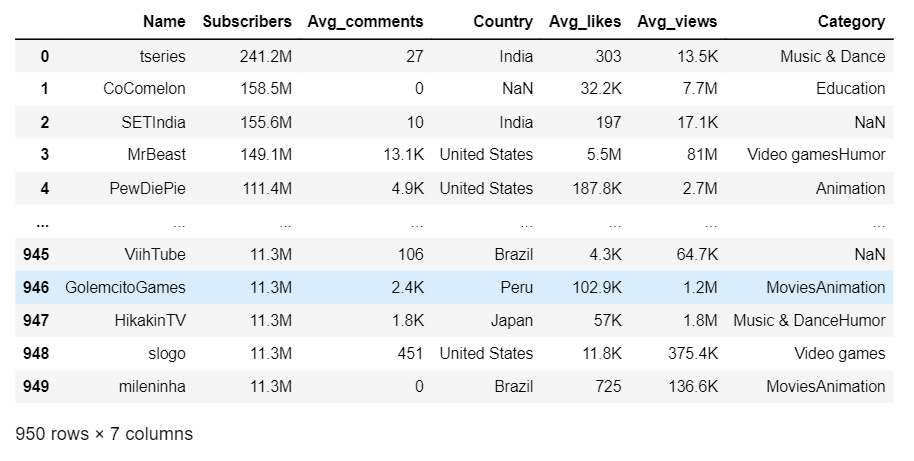 Name Subscribers Avg_comments Country Avg_likes Avg_views Category
0 tseries 241.2M 27 India 303 13.5K Music & Dance
1 CoComelon 158.5M 0 NaN 32.2K 7.7M Education
2 SETIndia 155.6M 10 India 197 17.1K NaN
3 MrBeast 149.1M 13.1K United States 5.5M 81M Video gamesHumor
4 PewDiePie 111.4M 4.9K United States 187.8K 2.7M Animation
... ... ... ... ... ... ... ...
945 ViihTube 11.3M 106 Brazil 4.3K 64.7K NaN
946 GolemcitoGames 11.3M 2.4K Peru 102.9K 1.2M MoviesAnimation
947 HikakinTV 11.3M 1.8K Japan 57K 1.8M Music & DanceHumor
948 slogo 11.3M 451 United States 11.8K 375.4K Video games
949 mileninha 11.3M 0 Brazil 725 136.6K MoviesAnimation
950 rows × 7 columns